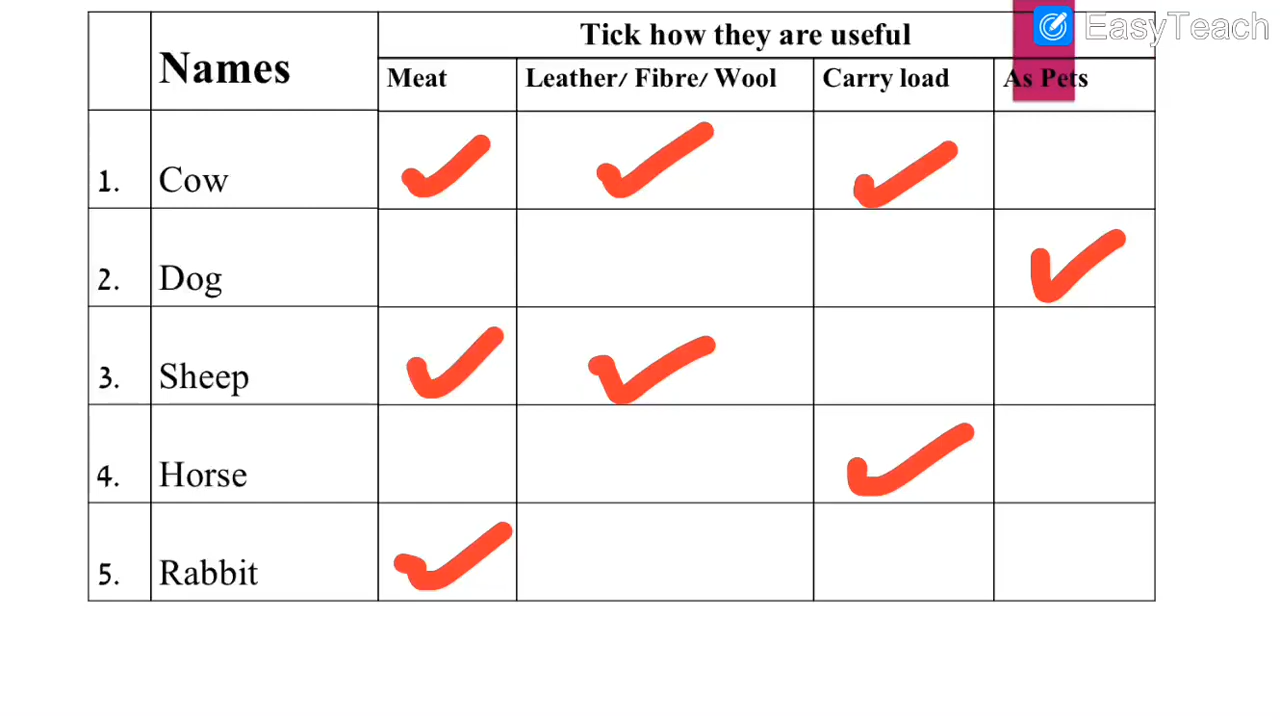 EasyTeach
Names
Tick how they are useful
Meat
Leather/ Fibre/ Wool
Carry load
As Pets
1. Cow
2. Dog
3. Sheep
4. Horse
5. Rabbit